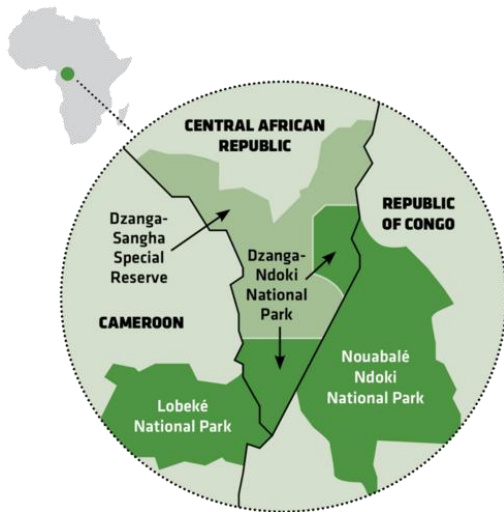 CENTRAL AFRICAN
REPUBLIC
REPUBLIC
OF CONGO
Dzanga-
Sangha
Special
Reserve
Dzanga-
Ndoki
National
Park
CAMEROON
Nouabalé
Ndoki
National Park
Lobeké
National Park